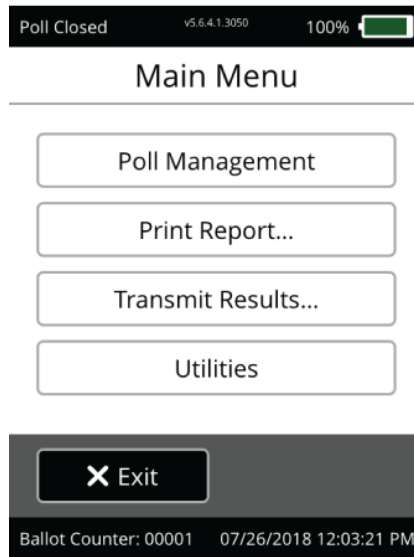 Poll Closed v5.6.4.1.3050 100%
Main Menu
Poll Management
Print Report...
Transmit Results...
Utilities
Exit
Ballot Counter: 00001 07/26/2018 12:03:21 PM